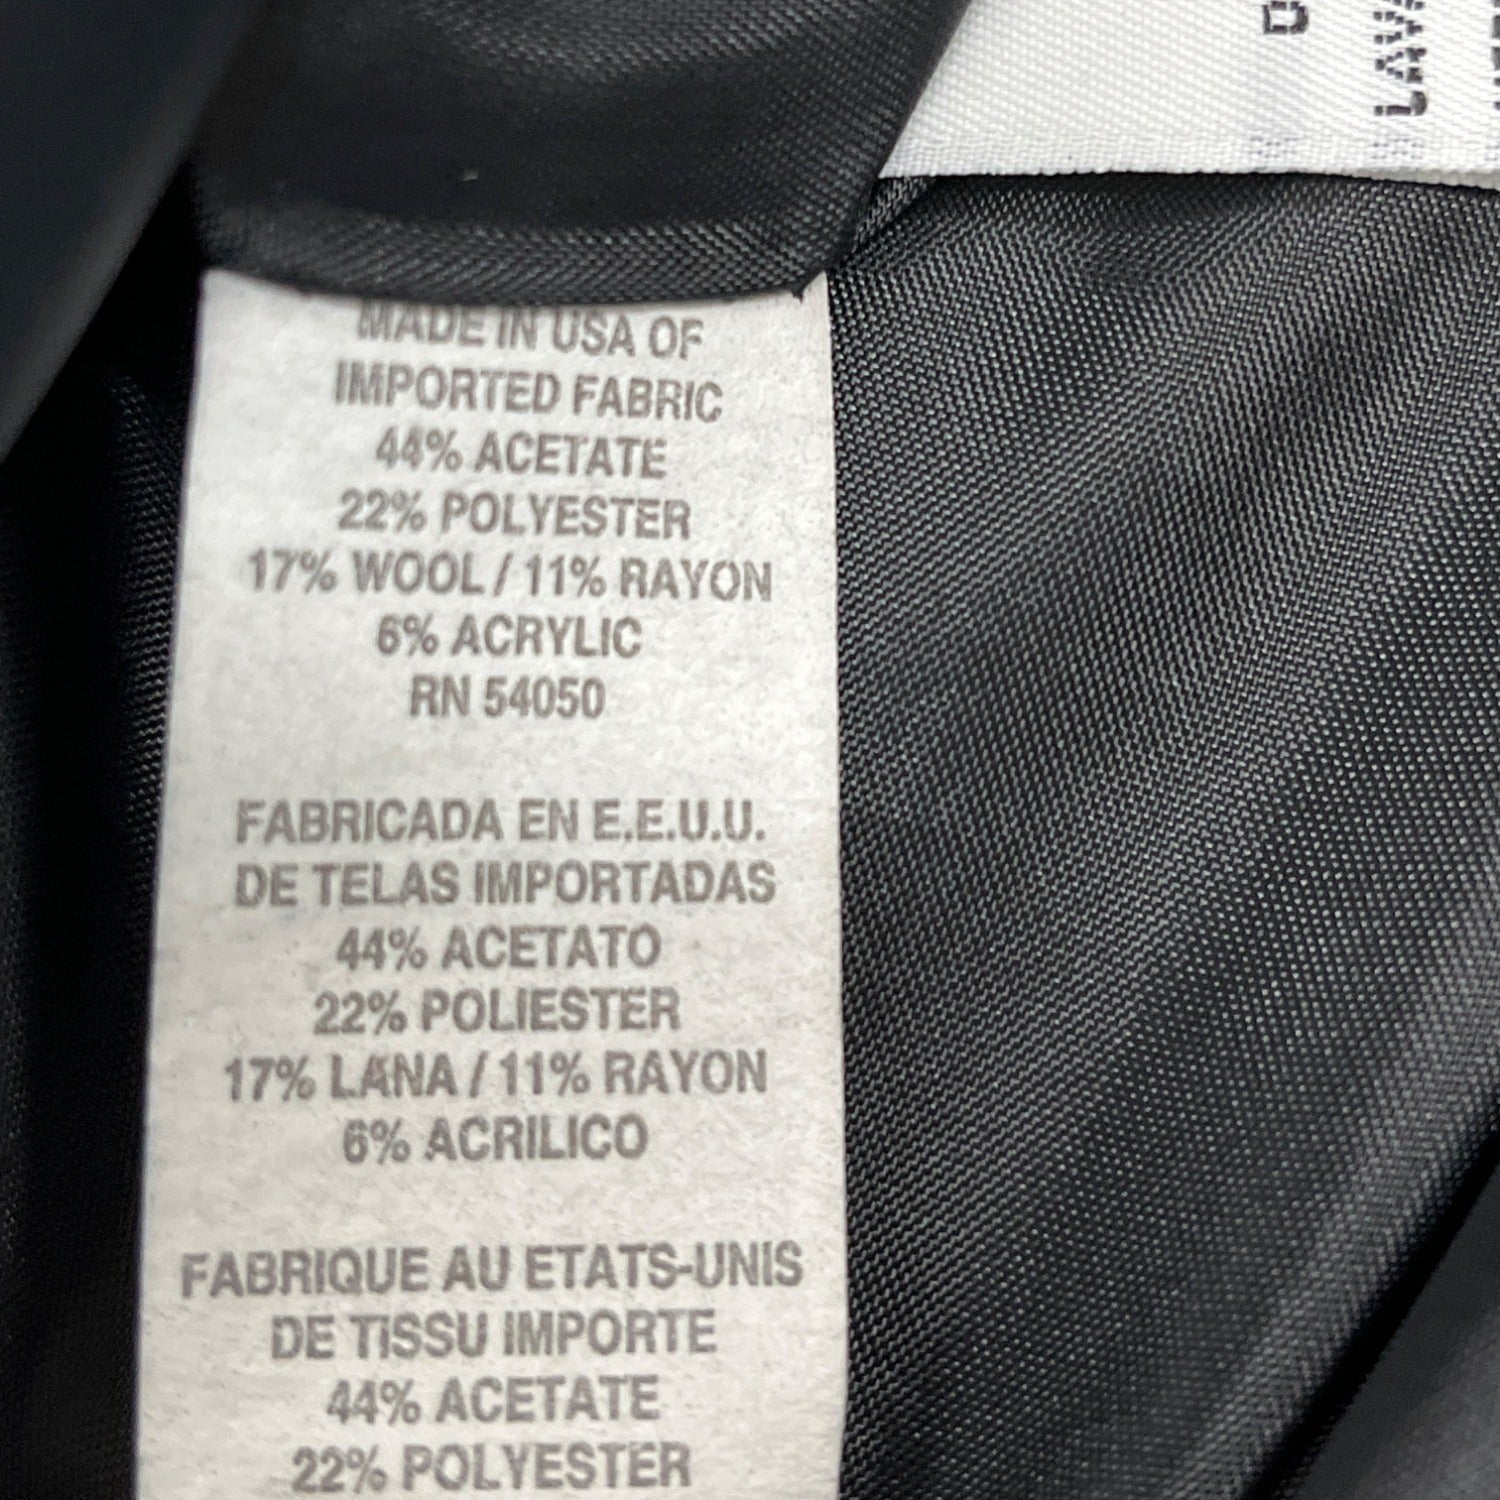 MADE IN USA OF
IMPORTED FABRIC
44% ACETATE
22% POLYESTER
17% WOOL / 11% RAYON
6% ACRYLIC
RN 54050
FABRICADA EN E.E.U.U.
DE TELAS IMPORTADAS
44% ACETATO
22% POLIESTER
17% LANA / 11% RAYON
6% ACRILICO
FABRIQUE AU ETATS-UNIS
DE TISSU IMPORTE
44% ACETATE
22% POLYESTER